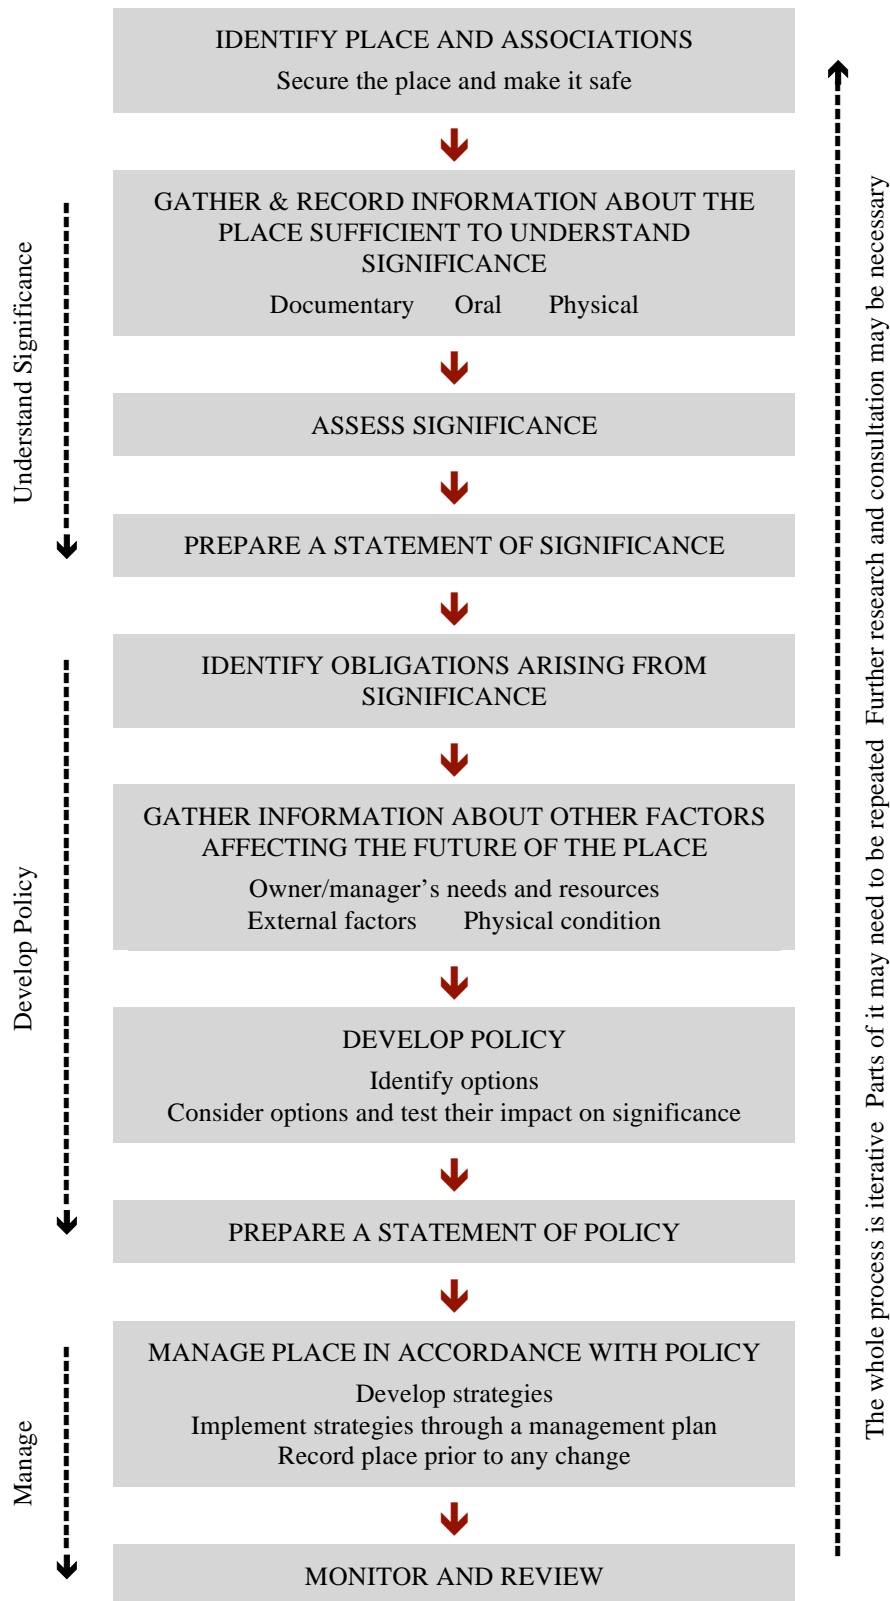 IDENTIFY PLACE AND ASSOCIATIONS
Secure the place and make it safe
GATHER & RECORD INFORMATION ABOUT THE
PLACE SUFFICIENT TO UNDERSTAND
SIGNIFICANCE
Documentary Oral Physical
ASSESS SIGNIFICANCE
PREPARE A STATEMENT OF SIGNIFICANCE
Understand Significance
IDENTIFY OBLIGATIONS ARISING FROM
SIGNIFICANCE
GATHER INFORMATION ABOUT OTHER FACTORS
AFFECTING THE FUTURE OF THE PLACE
Owner/manager’s needs and resources
External factors Physical condition
DEVELOP POLICY
Identify options
Consider options and test their impact on significance
PREPARE A STATEMENT OF POLICY
Develop Policy
MANAGE PLACE IN ACCORDANCE WITH POLICY
Develop strategies
Implement strategies through a management plan
Record place prior to any change
MONITOR AND REVIEW
Manage
The whole process is iterative Parts of it may need to be repeated Further research and consultation may be necessary